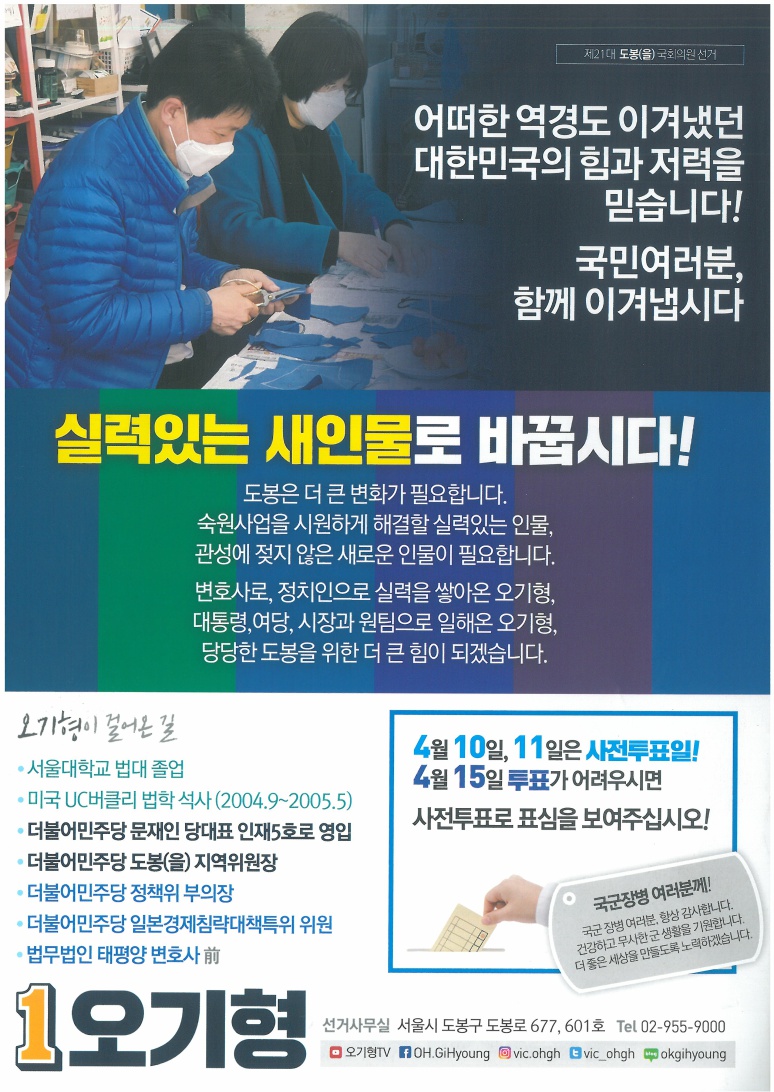 제21대 도봉(을) 국회의원 선거
어떠한 역경도 이겨냈던
대한민국의 힘과 저력을
믿습니다!
국민여러분,
함께 이겨냅시다
실력있는 새인물로 바꿉시다!
도봉은 더 큰 변화가 필요합니다.
숙원사업을 시원하게 해결할 실력있는 인물,
관성에 젖지 않은 새로운 인물이 필요합니다.
변호사로, 정치인으로 실력을 쌓아온 오기형,
대통령,여당, 시장과 원팀으로 일해온 오기형,
당당한 도봉을 위한 더 큰 힘이 되겠습니다.
오기형이 걸어온 길
• 서울대학교 법대 졸업
• 미국 UC버클리 법학 석사 (2004.9~2005.5)
• 더불어민주당 문재인 당대표 인재5호로 영입
• 더불어민주당 도봉(을) 지역위원장
• 더불어민주당 정책위 부의장
• 더불어민주당 일본경제침략대책특위 위원
• 법무법인 태평양 변호사 前
4월 10일, 11일은 사전투표일!
4월 15일 투표가 어려우시면
사전투표로 표심을 보여주십시오!
국군장병 여러분께!
국군 장병 여러분, 항상 감사합니다.
건강하고 무사한 군 생활을 기원합니다.
더 좋은 세상을 만들도록 노력하겠습니다.
1오기형
선거사무실 서울시 도봉구 도봉로 677, 601호 Tel 02-955-9000
오기형TV OH.GiHyoung vic.ohgh vic_ohgh blog okgihyoung